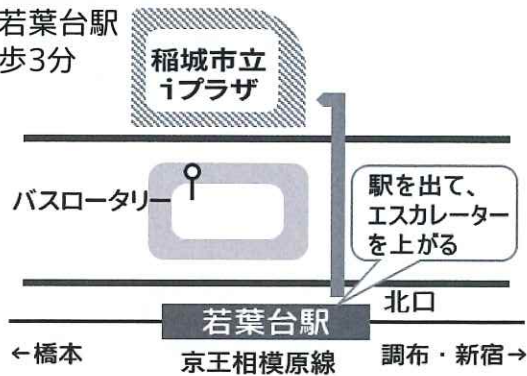 若葉台駅
歩3分
稲城市立
iプラザ
バスロータリー
駅を出て、
エスカレーター
を上がる
北口
若葉台駅
←橋本
京王相模原線
調布・新宿→